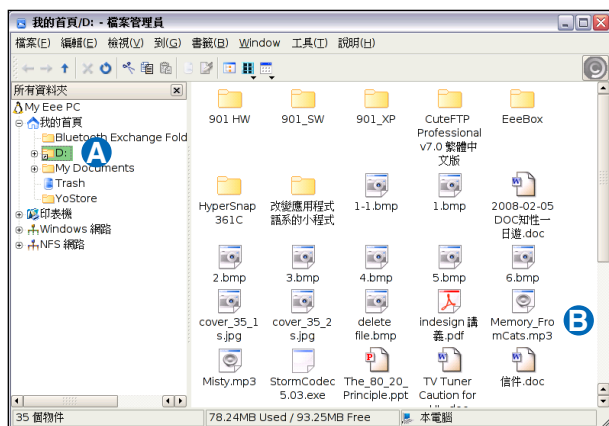 我的首頁/D: - 檔案管理員
檔案(F) 編輯(E) 檢視(V) 到(G) 書籤(B) Window 工具(T) 說明(H)
所有資料夾
My Eee PC
我的首頁
Bluetooth Exchange Fold
D:
A
My Documents
Trash
YoStore
印表機
Windows 網路
NFS 網路
901 HW
901_SW
901_XP
CuteFTP
Professional
v7.0 繁體中
文版
EeeBox
HyperSnap
361C
改變應用程式
語系的小程式
1-1.bmp
1.bmp
2008-02-05
DOC知性一
日遊.doc
2.bmp
3.bmp
4.bmp
5.bmp
6.bmp
cover_35_1
s.jpg
cover_35_2
s.jpg
delete
file.bmp
indesign 講
義.pdf
Memory_Fro
mCats.mp3
B
Misty.mp3
StormCodec
5.03.exe
The_80_20_
Principle.ppt
TV Tuner
Caution for
信件.doc
35 個物件
78.24MB Used / 93.25MB Free
本電腦